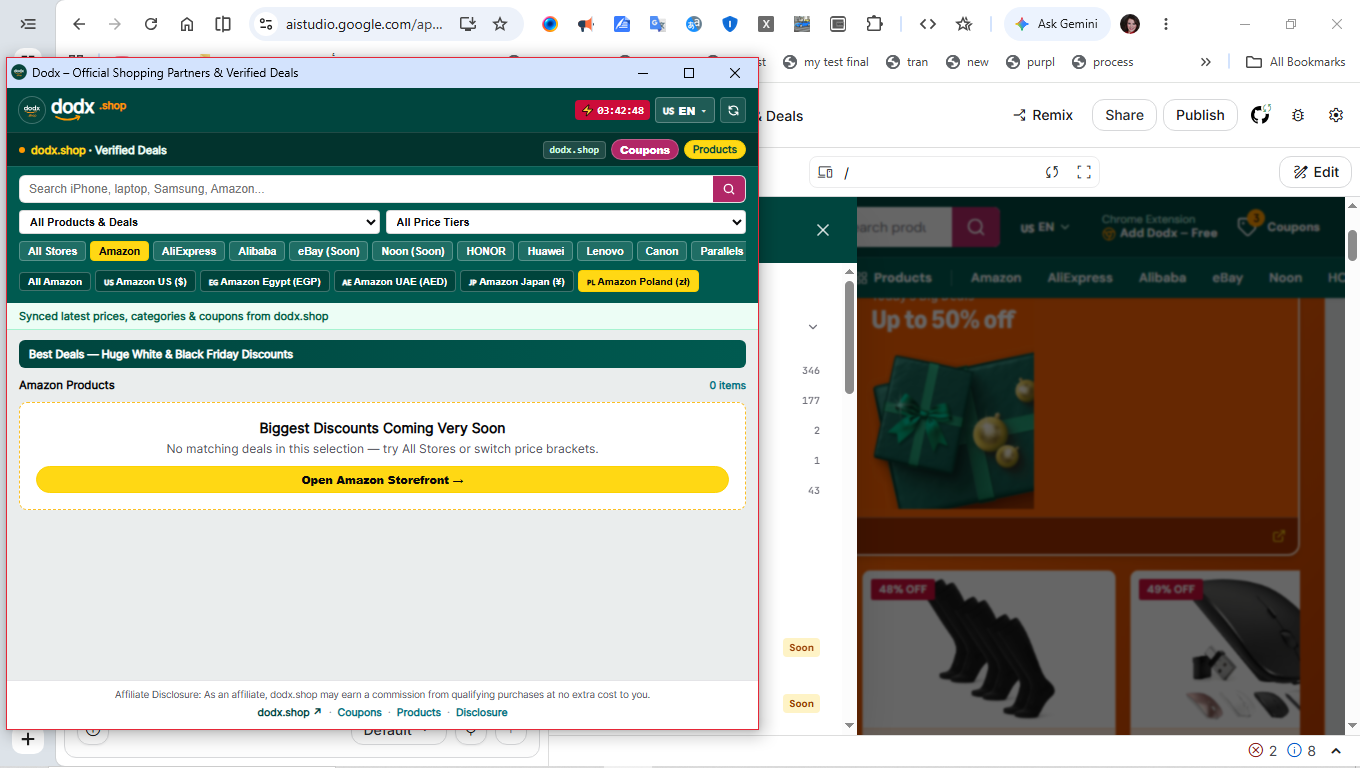 aistudio.google.com/ap...
Ask Gemini
my test final
tran
new
purpl
process
All Bookmarks
Dodx – Official Shopping Partners & Verified Deals
& Deals
Remix
Share
Publish
dodx
dodx .shop
03:42:48
US EN
dodx.shop · Verified Deals
dodx.shop
Coupons
Products
/
Edit
Search iPhone, laptop, Samsung, Amazon...
All Products & Deals
All Price Tiers
All Stores
Amazon
AliExpress
Alibaba
eBay (Soon)
Noon (Soon)
HONOR
Huawei
Lenovo
Canon
Parallels
All Amazon
US Amazon US ($)
EG Amazon Egypt (EGP)
AE Amazon UAE (AED)
JP Amazon Japan (¥)
PL Amazon Poland (zł)
Synced latest prices, categories & coupons from dodx.shop
Best Deals — Huge White & Black Friday Discounts
Amazon Products
0 items
Biggest Discounts Coming Very Soon
No matching deals in this selection — try All Stores or switch price brackets.
Open Amazon Storefront →
Affiliate Disclosure: As an affiliate, dodx.shop may earn a commission from qualifying purchases at no extra cost to you.
dodx.shop ↗ · Coupons · Products · Disclosure
346
177
2
1
43
Soon
Soon
earch produ
US EN
Chrome Extension
Add Dodx – Free
3
Coupons
Products
Amazon
AliExpress
Alibaba
eBay
Noon
HO
Up to 50% off
48% OFF
49% OFF
Default
2
8